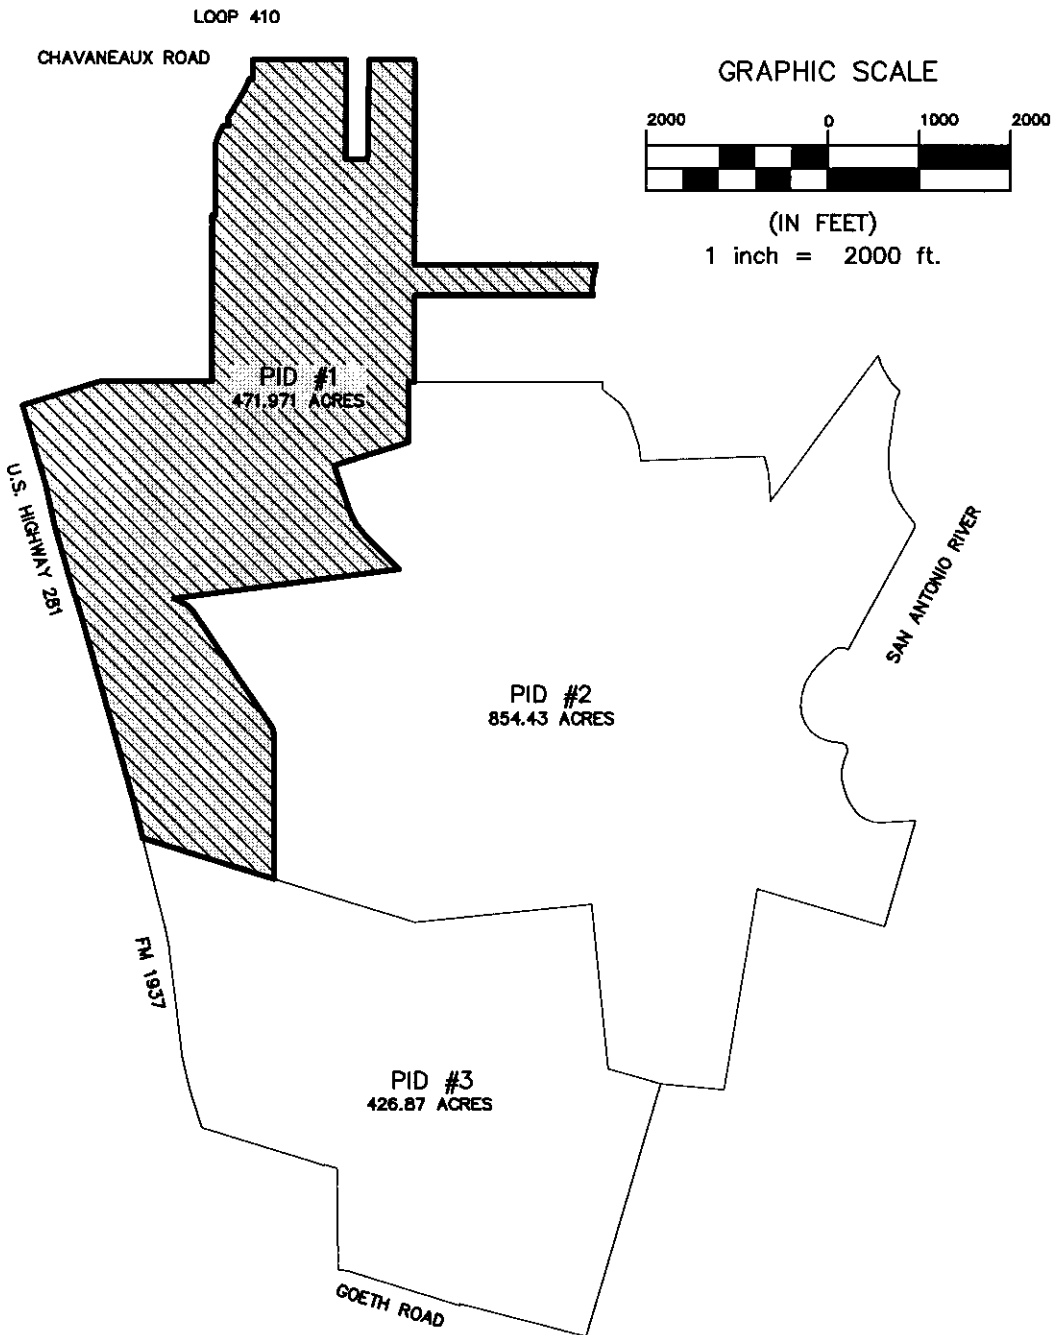 LOOP 410
CHAVANEAUX ROAD
GRAPHIC SCALE
2000 0 1000 2000
(IN FEET)
1 inch = 2000 ft.
PID #1
471.971 ACRES
U.S. HIGHWAY 281
SAN ANTONIO RIVER
PID #2
854.43 ACRES
FM 1937
PID #3
426.87 ACRES
GOETH ROAD